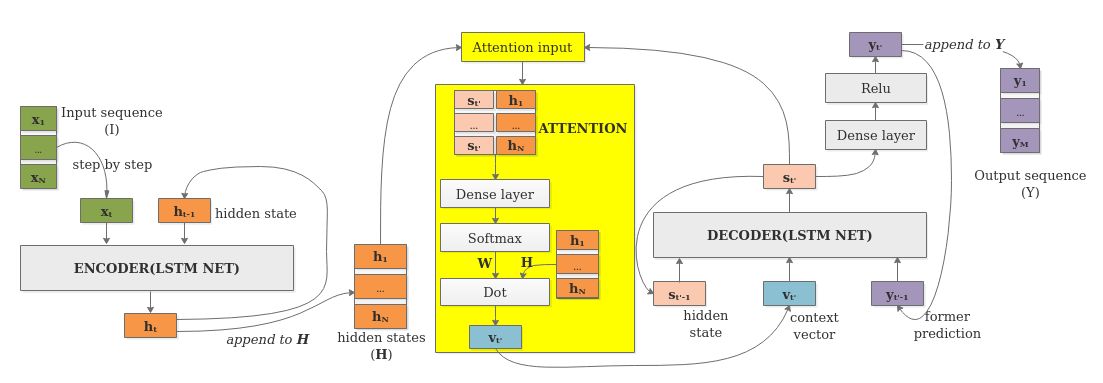 x₁
...
xN
Input sequence
(I)
step by step
xₜ
hₜ₋₁
hidden state
ENCODER(LSTM NET)
hₜ
append to H
h₁
...
hN
hidden states
(H)
Attention input
sₜ' h₁
... ...
sₜ' hN
ATTENTION
Dense layer
Softmax
W H
h₁
...
hN
Dot
vₜ'
yₜ'
append to Y
Relu
Dense layer
sₜ'
DECODER(LSTM NET)
sₜ'₋₁
hidden
state
vₜ'
context
vector
yₜ'₋₁
former
prediction
y₁
...
yM
Output sequence
(Y)